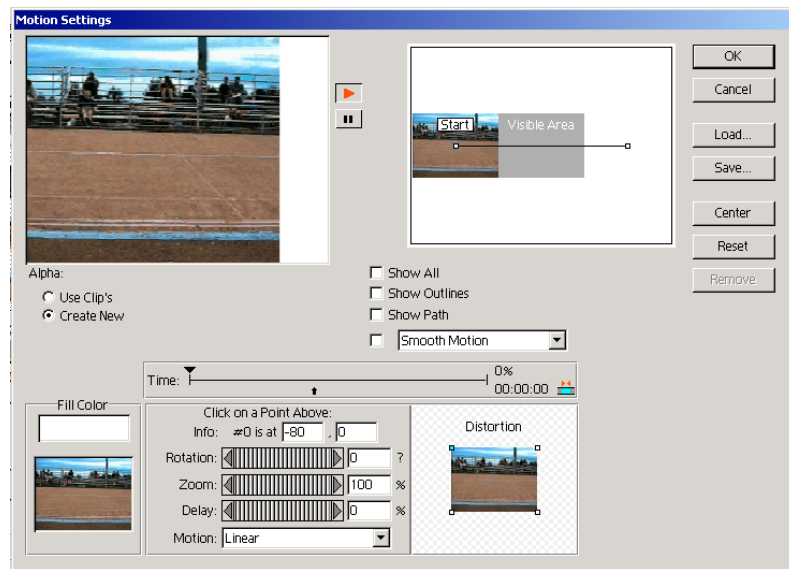 Motion Settings
OK
Cancel
Load...
Save...
Center
Reset
Remove
Start
Visible Area
Alpha:
Use Clip's
Create New
Show All
Show Outlines
Show Path
Smooth Motion
Time:
0%
00:00:00
Fill Color
Click on a Point Above:
Info: #0 is at -80 , 0
Rotation: 0 ?
Zoom: 100 %
Delay: 0 %
Motion: Linear
Distortion